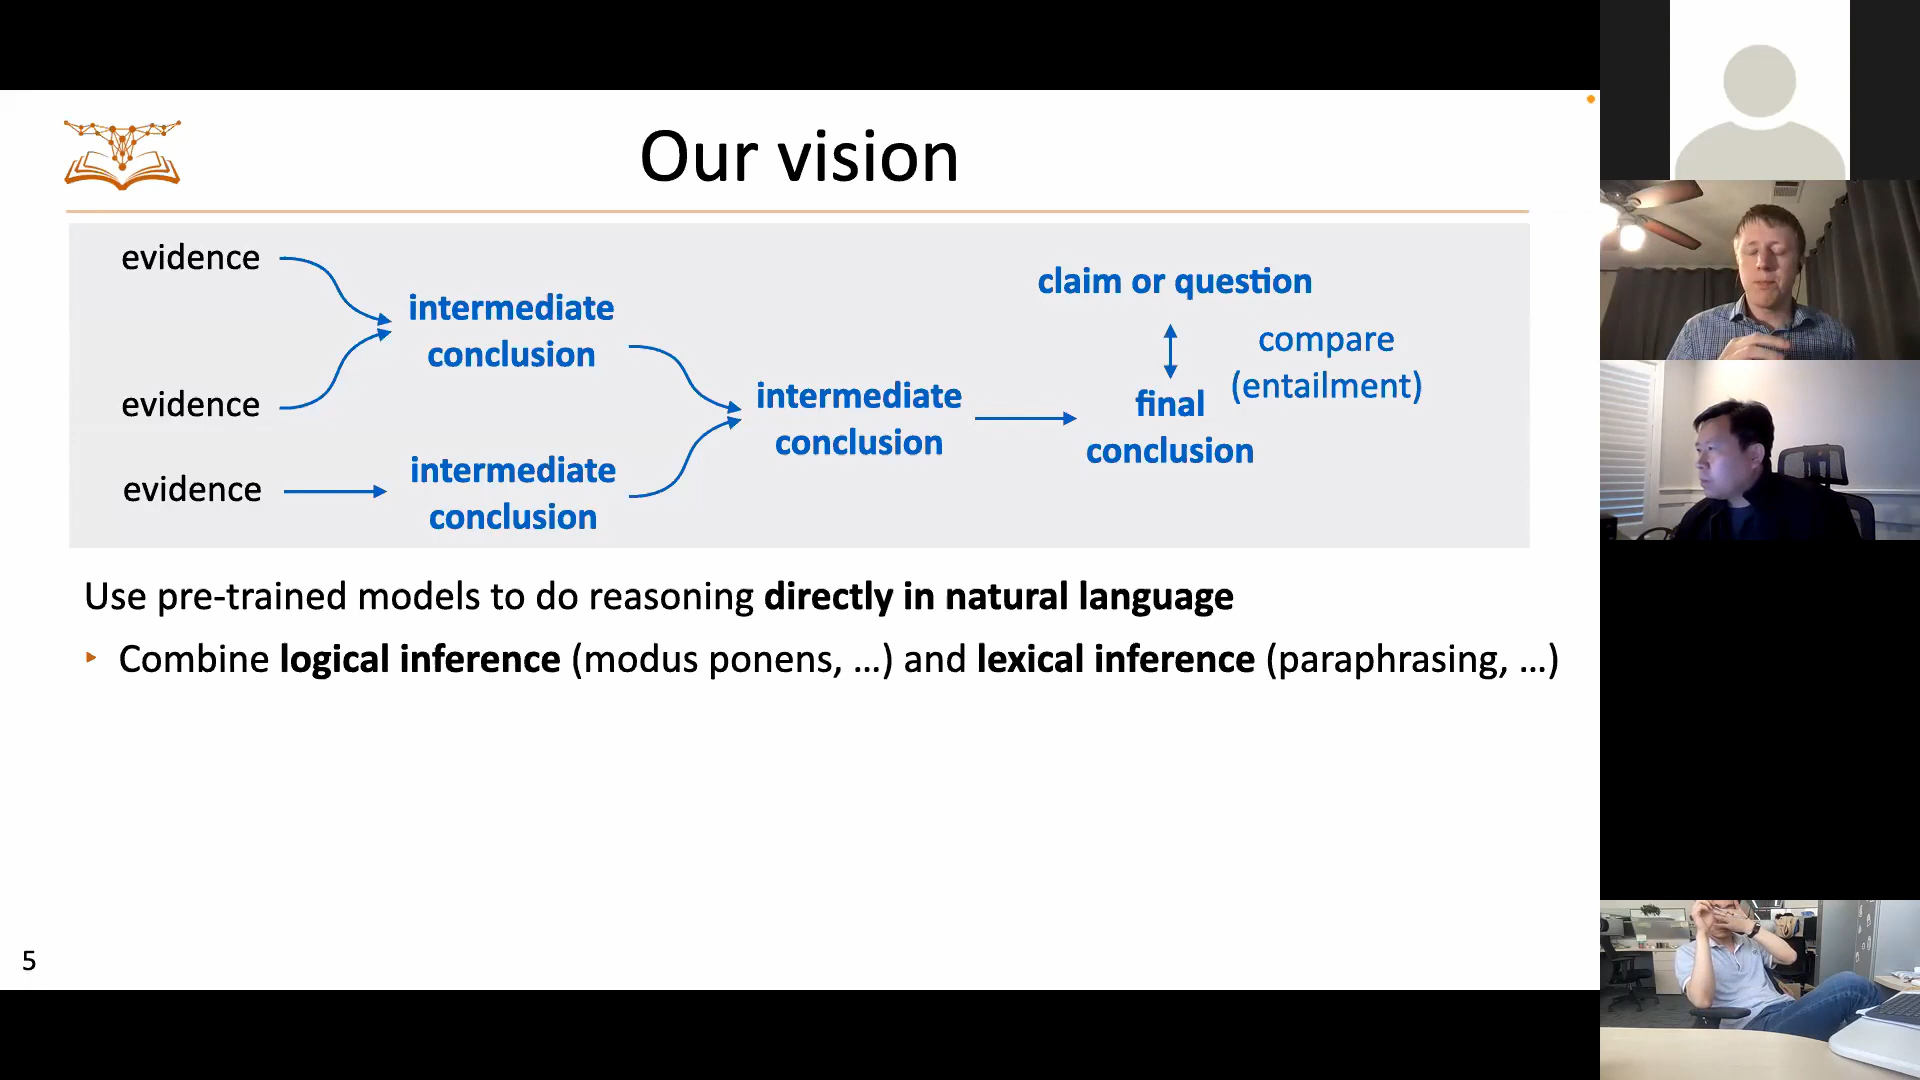 Our vision
evidence
evidence
evidence
intermediate
conclusion
intermediate
conclusion
intermediate
conclusion
claim or question
compare
(entailment)
final
conclusion
Use pre-trained models to do reasoning directly in natural language
‣ Combine logical inference (modus ponens, …) and lexical inference (paraphrasing, …)
5